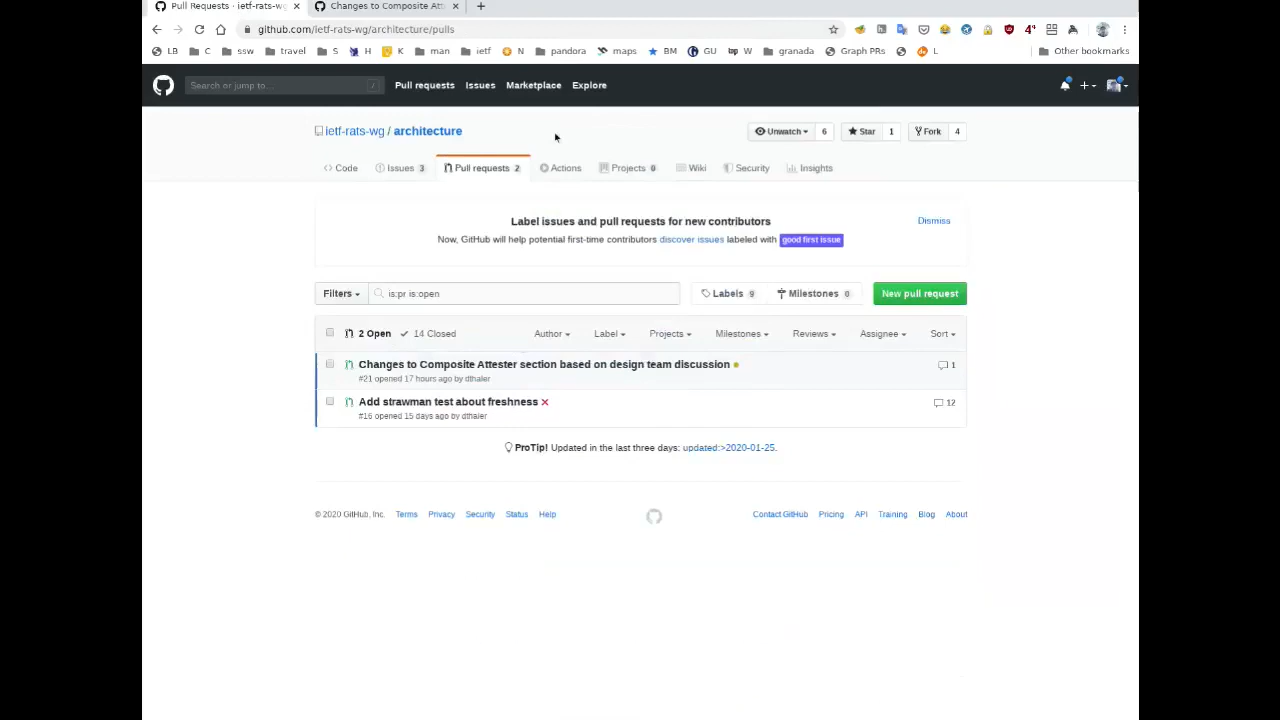 Pull Requests · ietf-rats-wg
Changes to Composite Att
github.com/ietf-rats-wg/architecture/pulls
LB C ssw travel S H K man ietf N pandora maps BM GU W granada Graph PRs L Other bookmarks
Search or jump to... / Pull requests Issues Marketplace Explore
ietf-rats-wg / architecture Unwatch 6 Star 1 Fork 4
Code Issues 3 Pull requests 2 Actions Projects 0 Wiki Security Insights
Label issues and pull requests for new contributors Dismiss
Now, GitHub will help potential first-time contributors discover issues labeled with good first issue
Filters is:pr is:open Labels 9 Milestones 0 New pull request
2 Open 14 Closed Author Label Projects Milestones Reviews Assignee Sort
Changes to Composite Attester section based on design team discussion 1
#21 opened 17 hours ago by dthaler
Add strawman test about freshness 12
#16 opened 15 days ago by dthaler
ProTip! Updated in the last three days: updated:>2020-01-25.
© 2020 GitHub, Inc. Terms Privacy Security Status Help Contact GitHub Pricing API Training Blog About